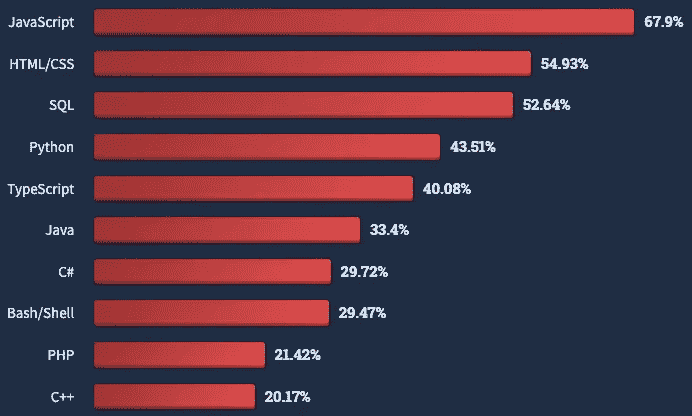 JavaScript 67.9%
HTML/CSS 54.93%
SQL 52.64%
Python 43.51%
TypeScript 40.08%
Java 33.4%
C# 29.72%
Bash/Shell 29.47%
PHP 21.42%
C++ 20.17%